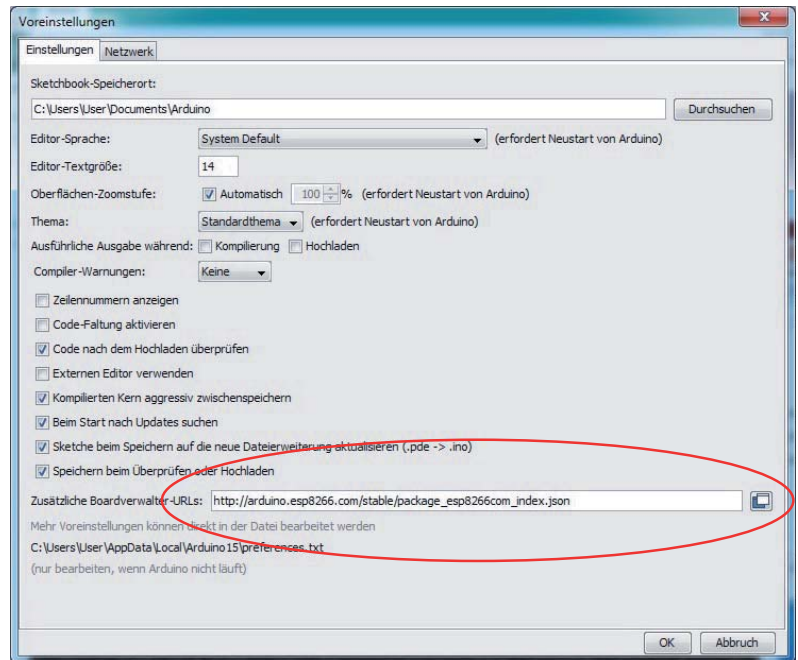 Voreinstellungen
Einstellungen Netzwerk
Sketchbook-Speicherort:
C:\Users\User\Documents\Arduino Durchsuchen
Editor-Sprache: System Default (erfordert Neustart von Arduino)
Editor-Textgröße: 14
Oberflächen-Zoomstufe: Automatisch 100 % (erfordert Neustart von Arduino)
Thema: Standardthema (erfordert Neustart von Arduino)
Ausführliche Ausgabe während: Kompilierung Hochladen
Compiler-Warnungen: Keine
Zeilennummern anzeigen
Code-Faltung aktivieren
Code nach dem Hochladen überprüfen
Externen Editor verwenden
Kompilierten Kern aggressiv zwischenspeichern
Beim Start nach Updates suchen
Sketche beim Speichern auf die neue Dateierweiterung aktualisieren (.pde -> .ino)
Speichern beim Überprüfen oder Hochladen
Zusätzliche Boardverwalter-URLs: http://arduino.esp8266.com/stable/package_esp8266com_index.json
Mehr Voreinstellungen können direkt in der Datei bearbeitet werden
C:\Users\User\AppData\Local\Arduino15\preferences.txt
(nur bearbeiten, wenn Arduino nicht läuft)
OK Abbruch